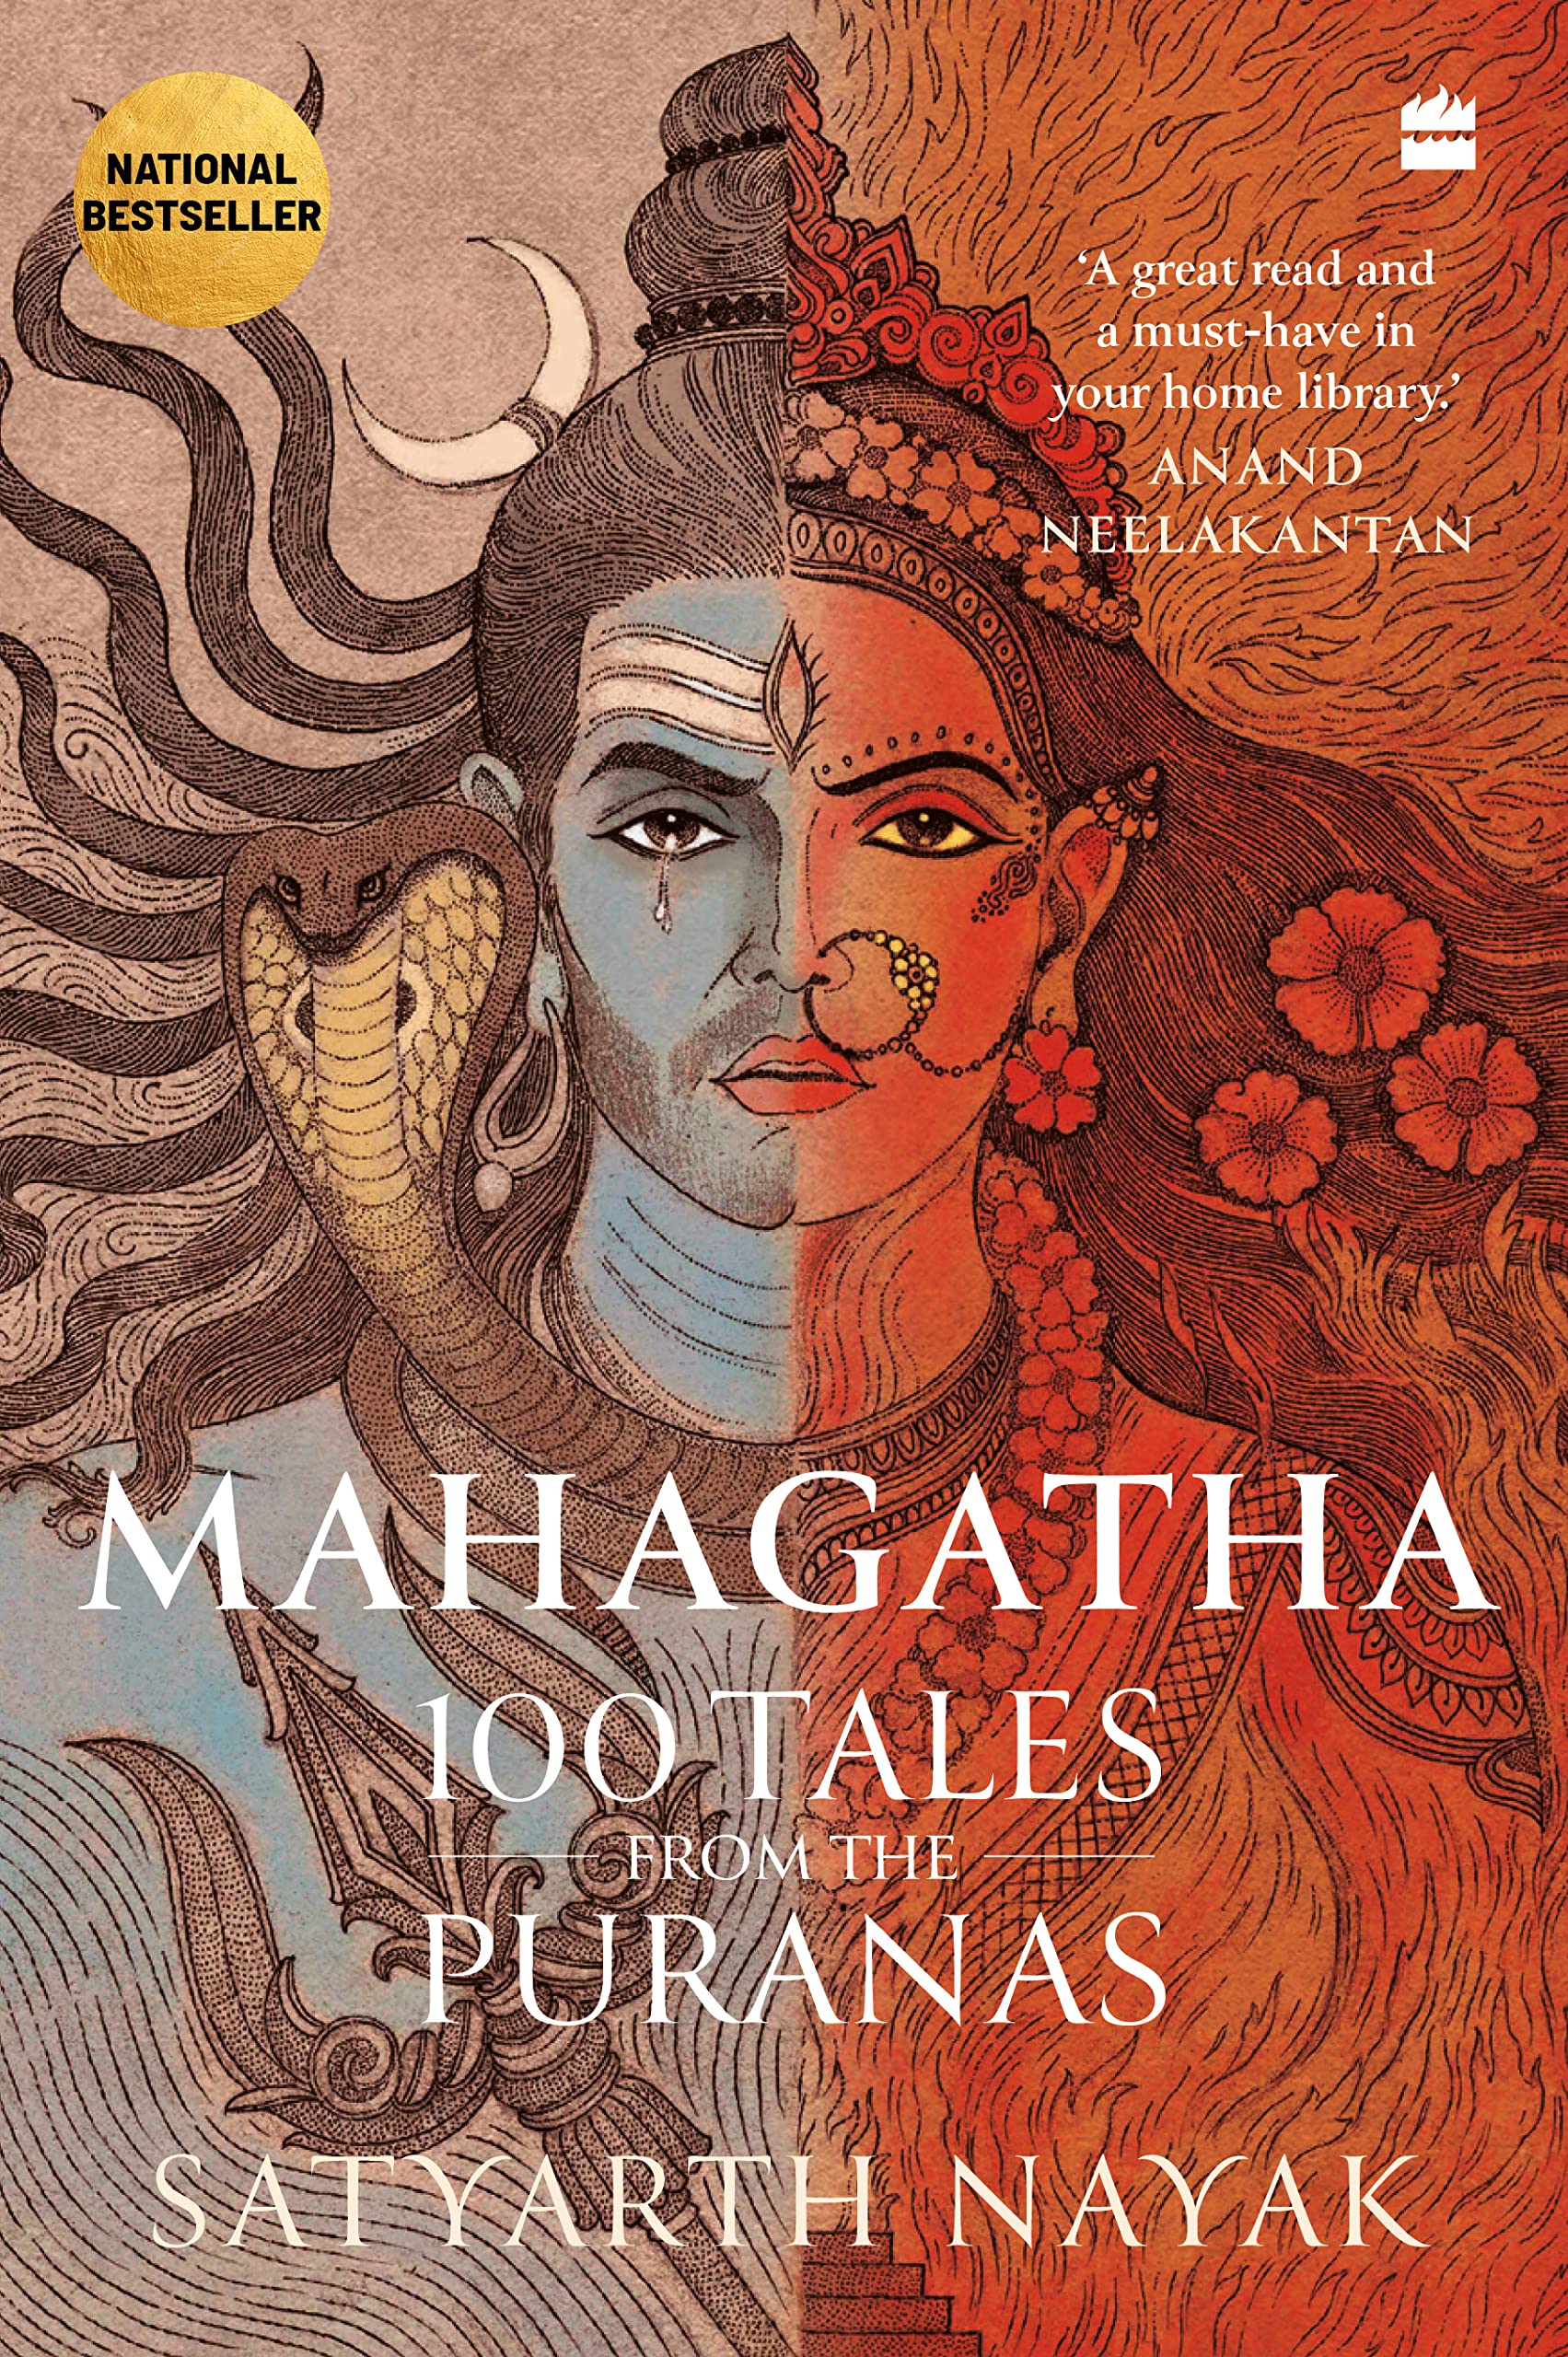 NATIONAL
BESTSELLER
‘A great read and
a must-have in
your home library.’
ANAND
NEELAKANTAN
MAHAGATHA
100 TALES
FROM THE
PURANAS
SATYARTH NAYAK